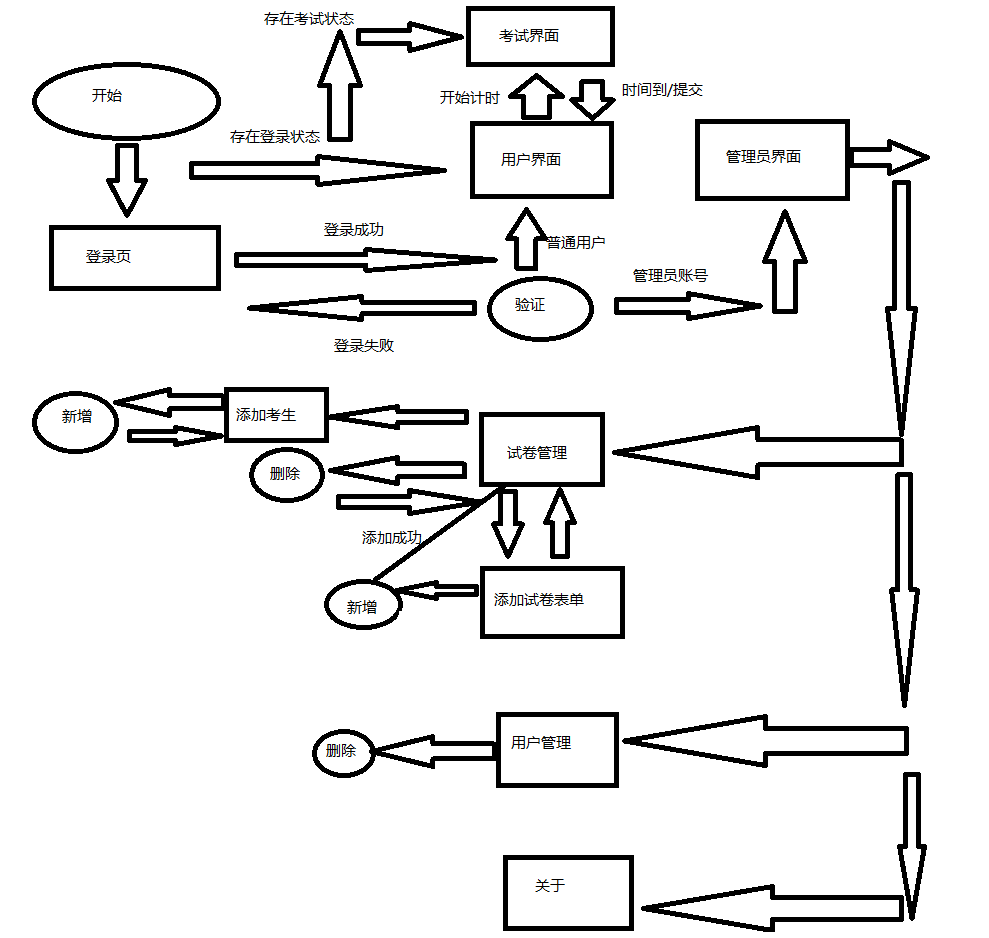 存在考试状态
考试界面
开始
开始计时
时间到/提交
存在登录状态
用户界面
管理员界面
登录页
登录成功
普通用户
管理员账号
验证
登录失败
新增
添加考生
试卷管理
删除
添加成功
新增
添加试卷表单
删除
用户管理
关于